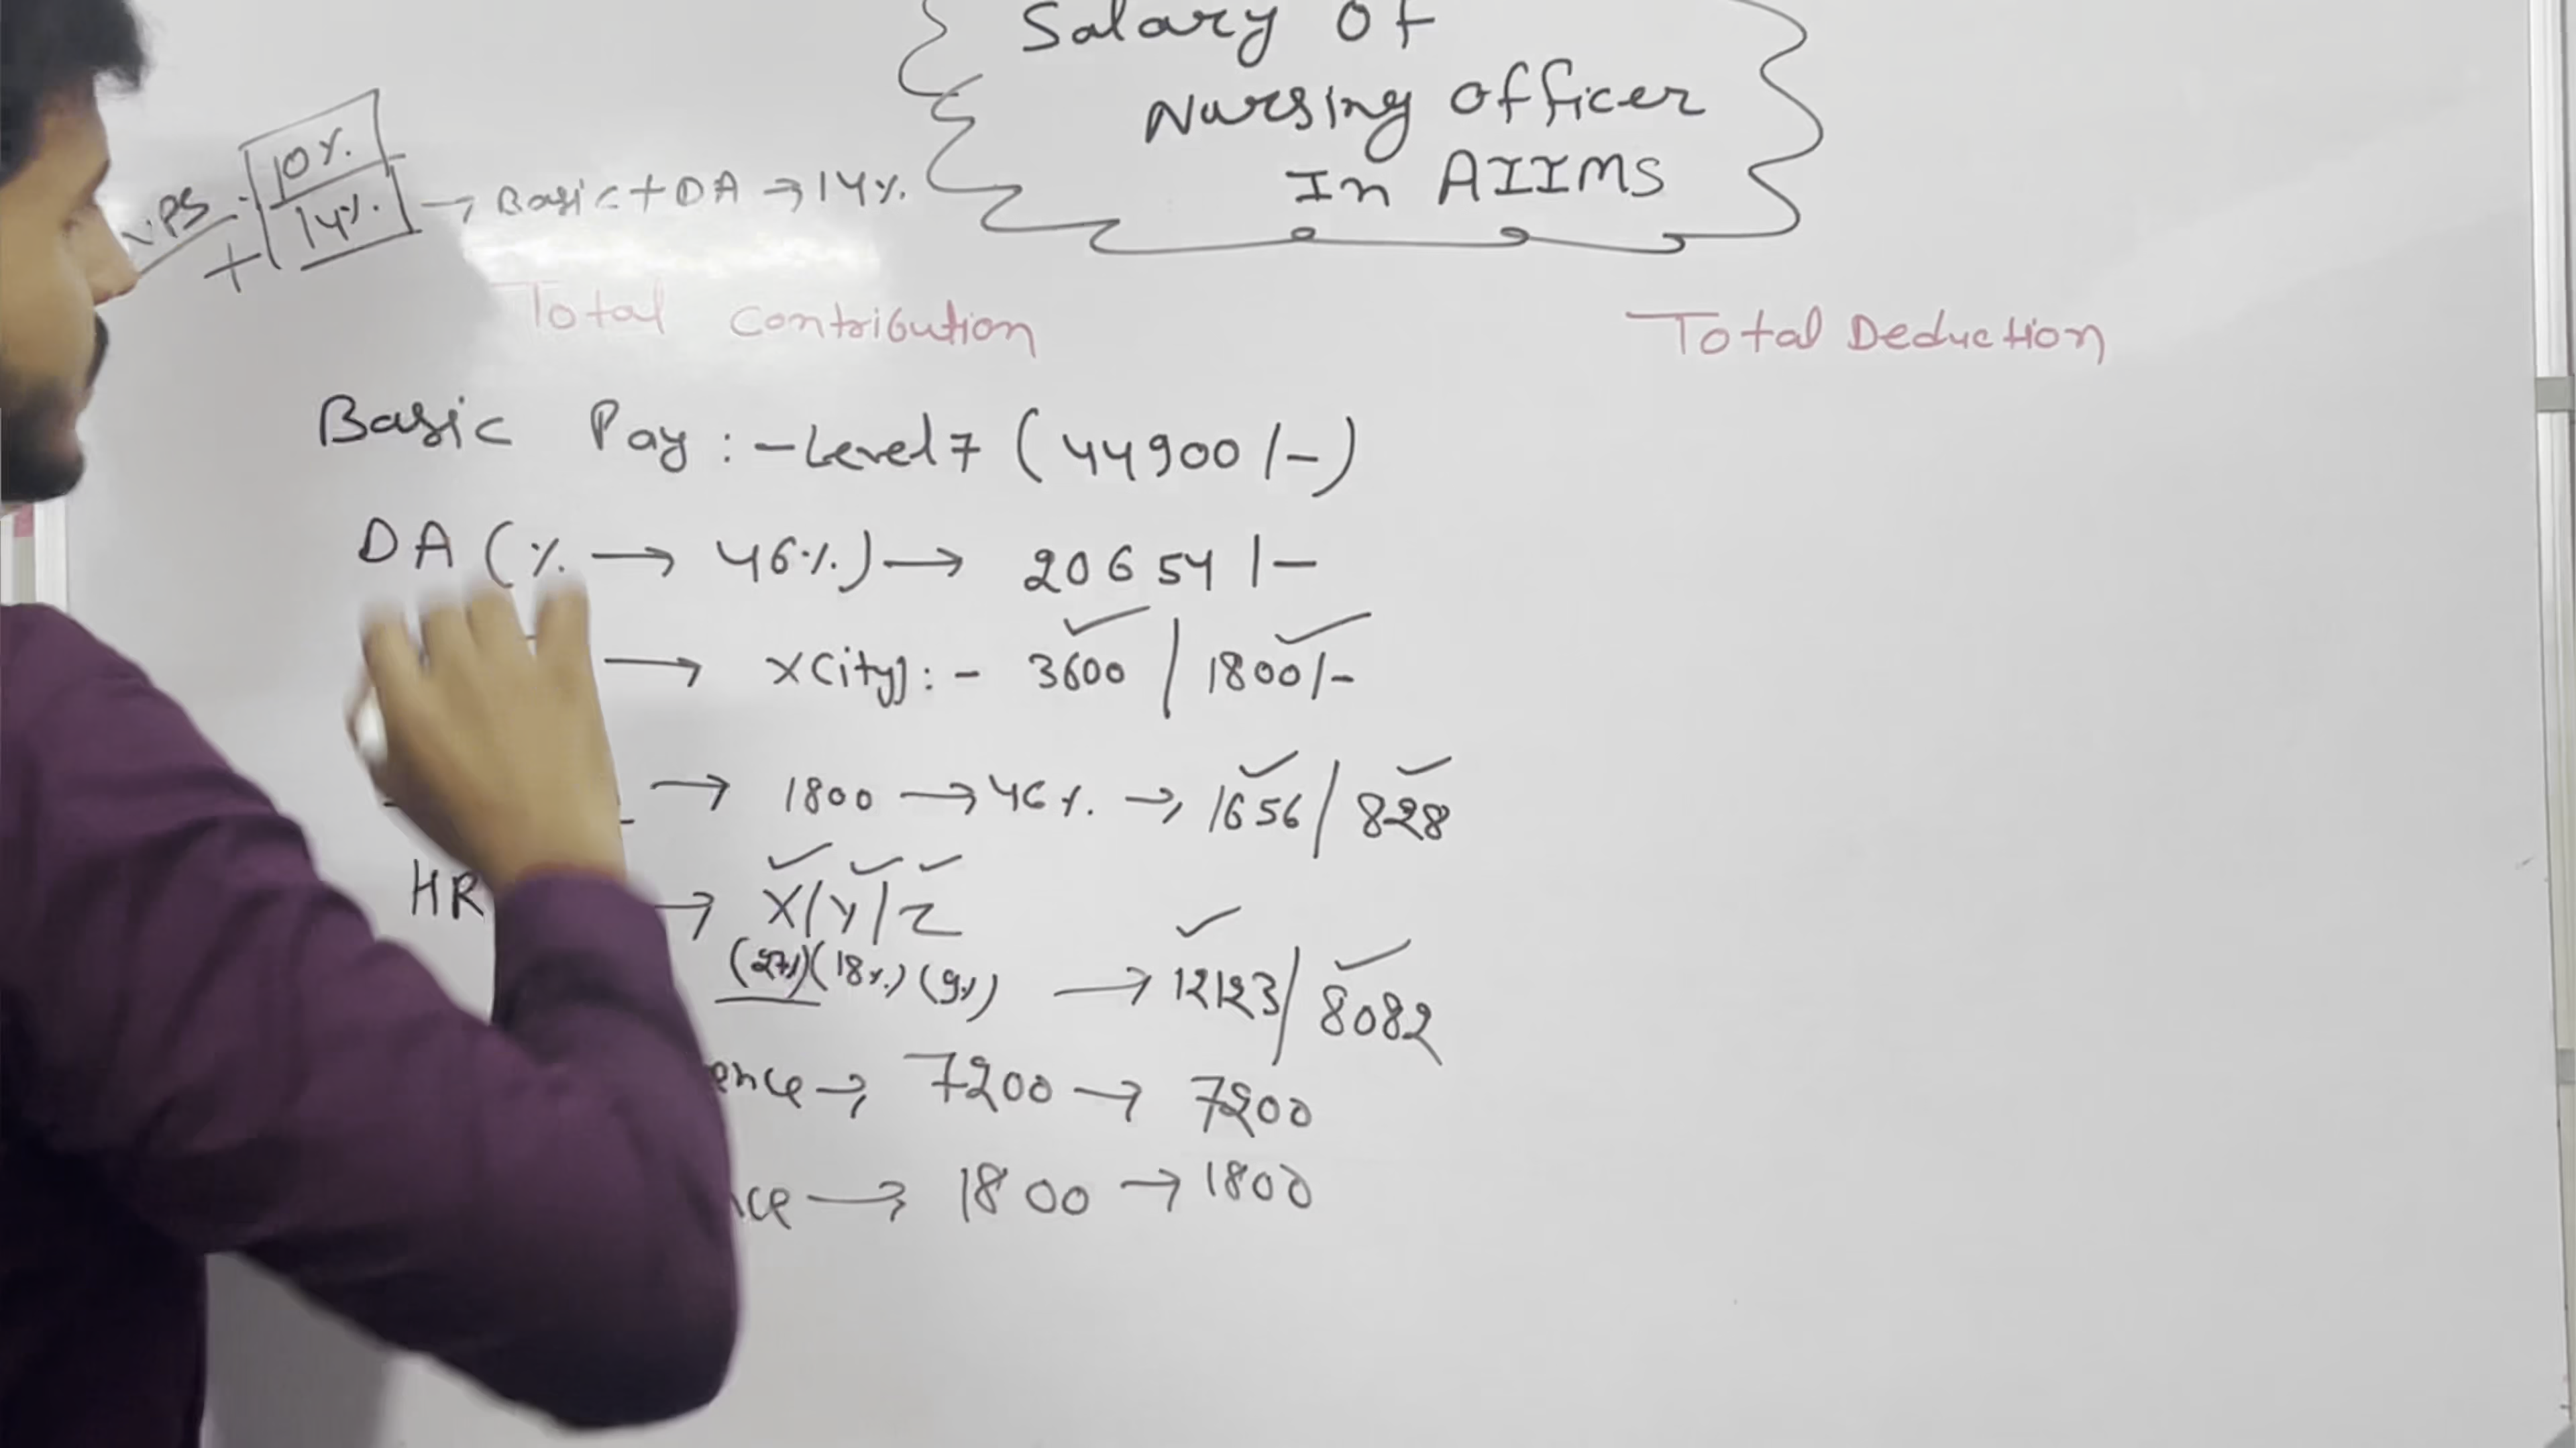 Salary Of
Nursing Officer
In AIIMS
10%
14% → Basic + DA → 14%
+
Total Contribution
Total Deduction
Basic Pay :- Level 7 (44900/-)
DA (% → 46%) → 20654/-
→ X City) :- 3600 / 1800/-
→ 1800 → 46% → 1656 / 828
HR → X/Y/Z
(27%) (18%) (9%) → 12123 / 8082
ence → 7200 → 7200
nce → 1800 → 1800